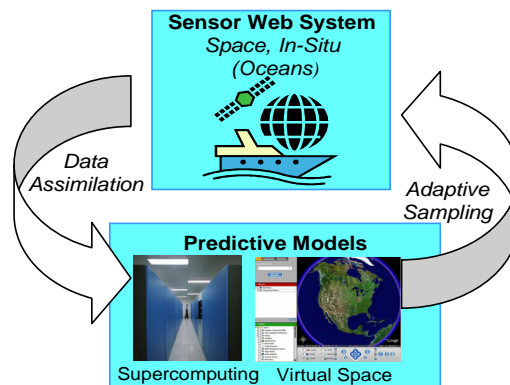 Sensor Web System
Space, In-Situ
(Oceans)
Data
Assimilation
Adaptive
Sampling
Predictive Models
Supercomputing
Virtual Space